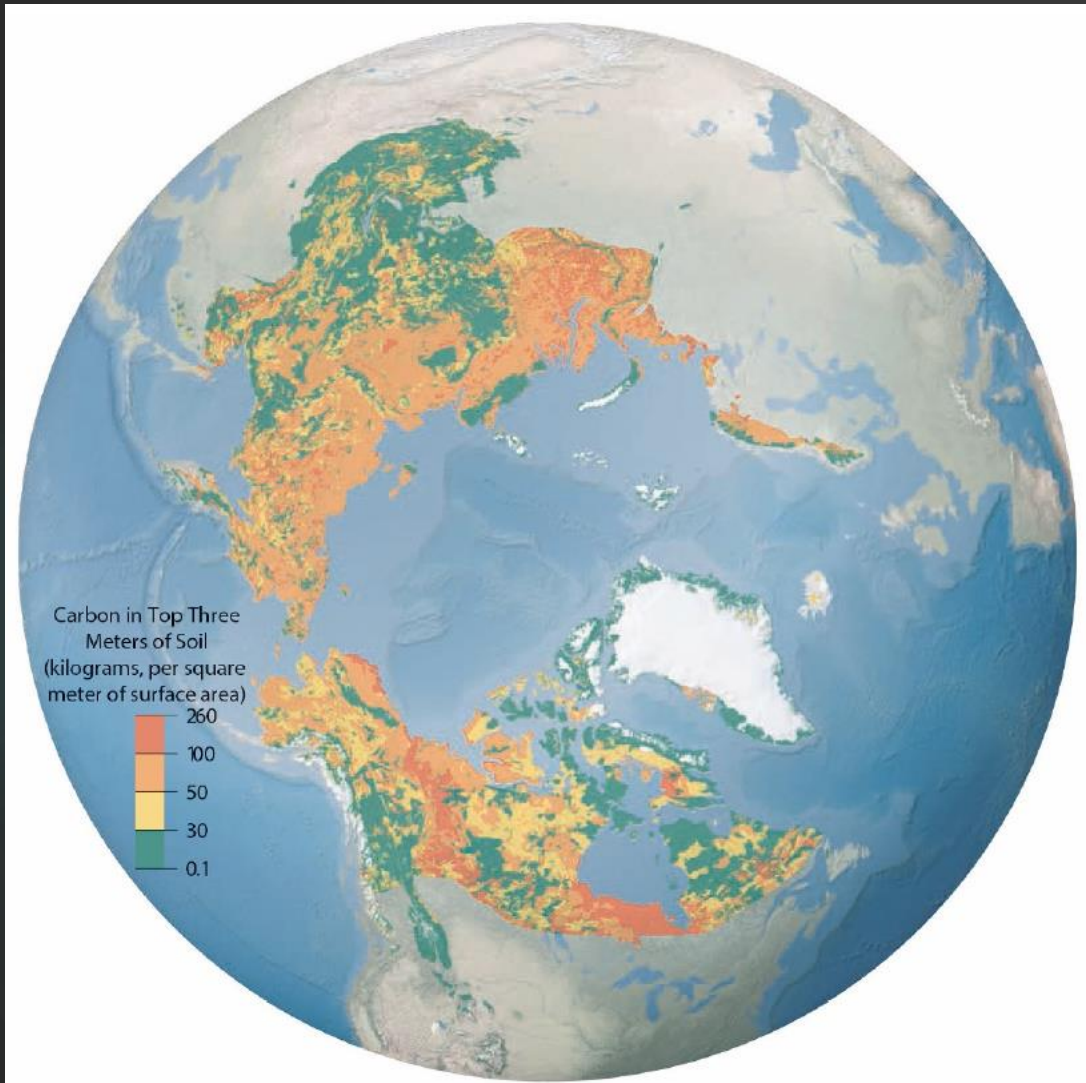 Carbon in Top Three
Meters of Soil
(kilograms, per square
meter of surface area)
260
100
50
30
0.1